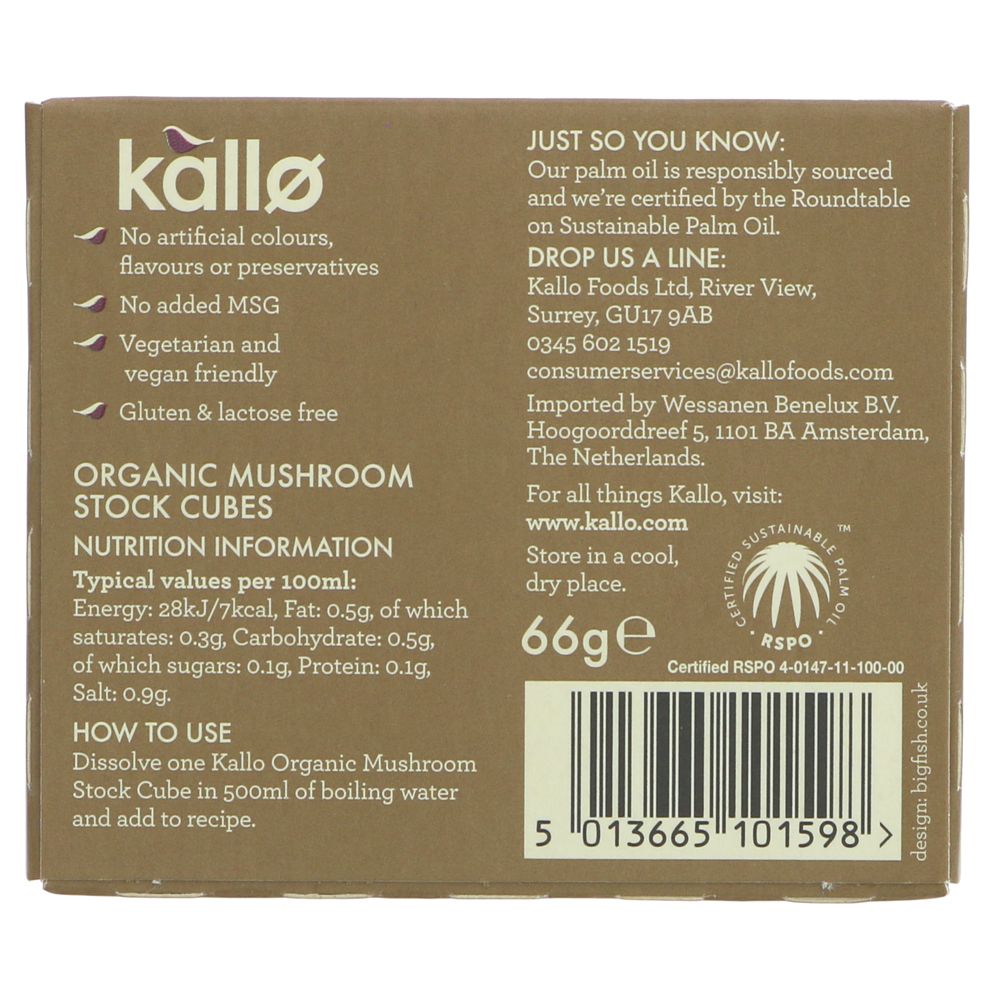 kallø
No artificial colours,
flavours or preservatives
No added MSG
Vegetarian and
vegan friendly
Gluten & lactose free
ORGANIC MUSHROOM
STOCK CUBES
NUTRITION INFORMATION
Typical values per 100ml:
Energy: 28kJ/7kcal, Fat: 0.5g, of which
saturates: 0.3g, Carbohydrate: 0.5g,
of which sugars: 0.1g, Protein: 0.1g,
Salt: 0.9g.
HOW TO USE
Dissolve one Kallo Organic Mushroom
Stock Cube in 500ml of boiling water
and add to recipe.
JUST SO YOU KNOW:
Our palm oil is responsibly sourced
and we're certified by the Roundtable
on Sustainable Palm Oil.
DROP US A LINE:
Kallo Foods Ltd, River View,
Surrey, GU17 9AB
0345 602 1519
consumerservices@kallofoods.com
Imported by Wessanen Benelux B.V.
Hoogoorddreef 5, 1101 BA Amsterdam,
The Netherlands.
For all things Kallo, visit:
www.kallo.com
Store in a cool,
dry place.
66g e
CERTIFIED SUSTAINABLE PALM OIL ™
· RSPO ·
Certified RSPO 4-0147-11-100-00
5 013665 101598 >
design: bigfish.co.uk